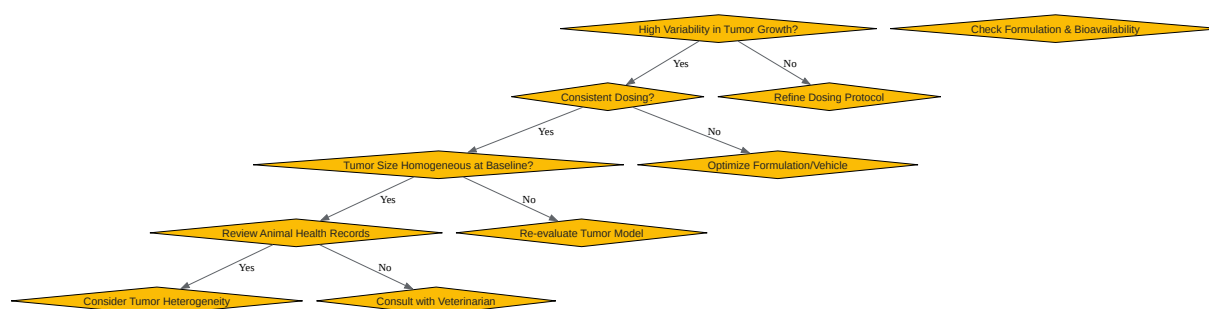 High Variability in Tumor Growth?
Check Formulation & Bioavailability
Yes
No
Consistent Dosing?
Refine Dosing Protocol
Yes
No
Tumor Size Homogeneous at Baseline?
Optimize Formulation/Vehicle
Yes
No
Review Animal Health Records
Re-evaluate Tumor Model
Yes
No
Consider Tumor Heterogeneity
Consult with Veterinarian